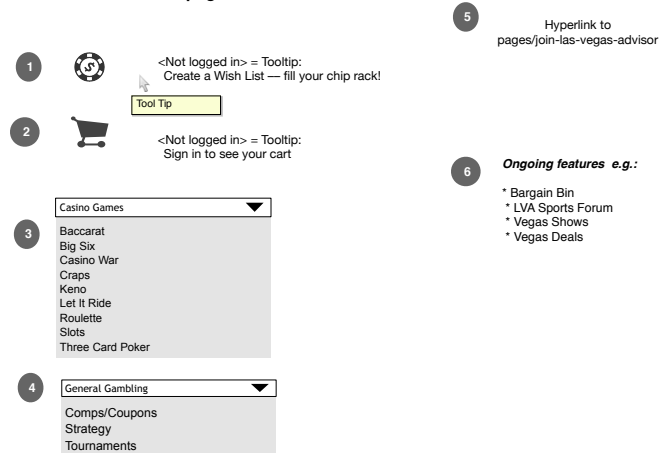 1
<Not logged in> = Tooltip:
Create a Wish List — fill your chip rack!
Tool Tip
2
<Not logged in> = Tooltip:
Sign in to see your cart
3
Casino Games
Baccarat
Big Six
Casino War
Craps
Keno
Let It Ride
Roulette
Slots
Three Card Poker
4
General Gambling
Comps/Coupons
Strategy
Tournaments
5
Hyperlink to
pages/join-las-vegas-advisor
6
Ongoing features e.g.:
* Bargain Bin
* LVA Sports Forum
* Vegas Shows
* Vegas Deals